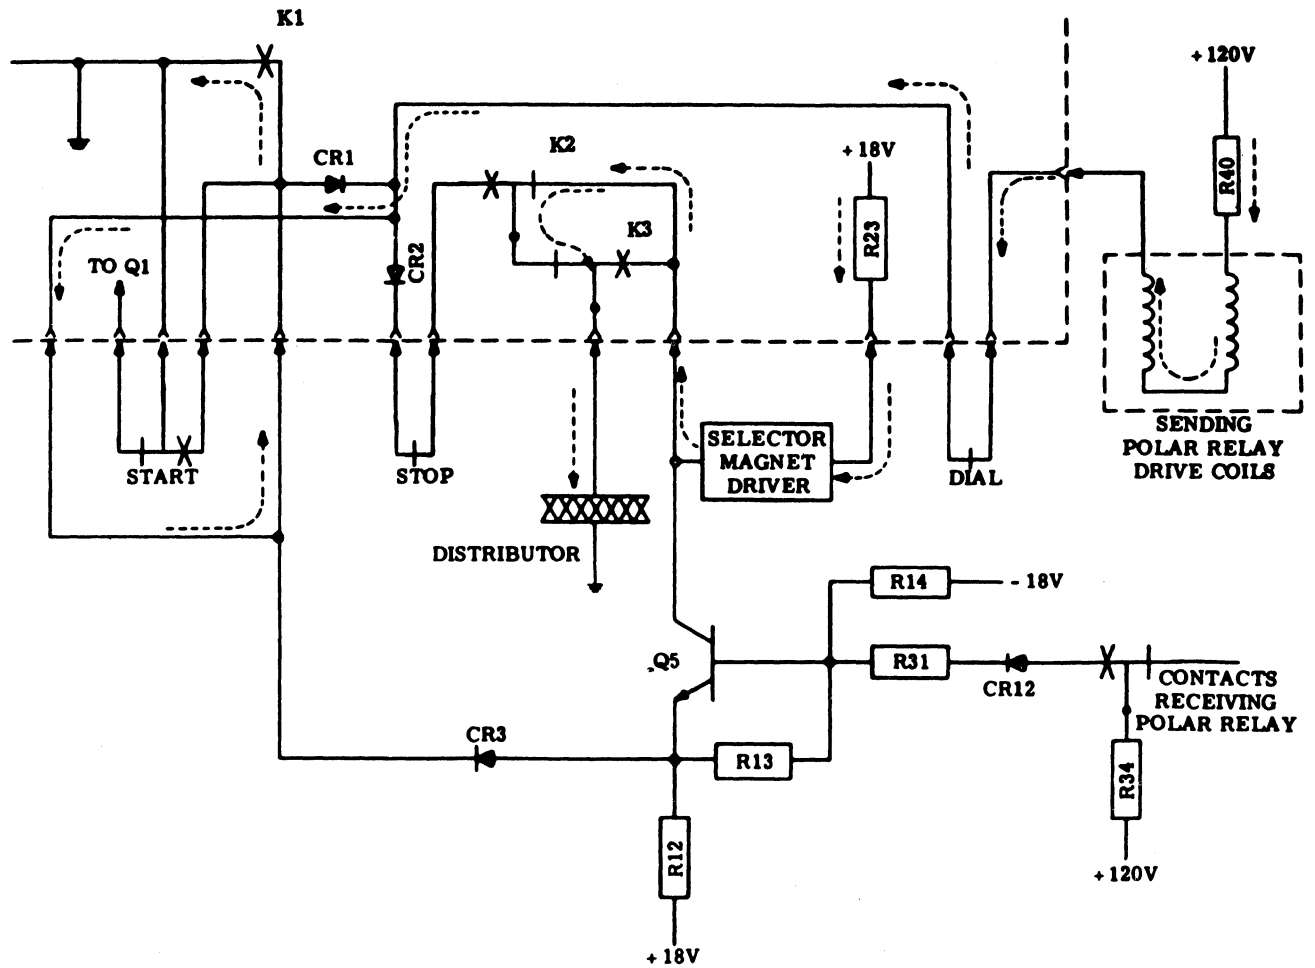 K1
+120V
K2
CR1
+18V
R40
K3
R23
CR2
TO Q1
SENDING
POLAR RELAY
DRIVE COILS
START
STOP
SELECTOR
MAGNET
DRIVER
DIAL
DISTRIBUTOR
R14
- 18V
Q5
R31
CR12
CONTACTS
RECEIVING
POLAR RELAY
CR3
R13
R34
R12
+120V
+18V